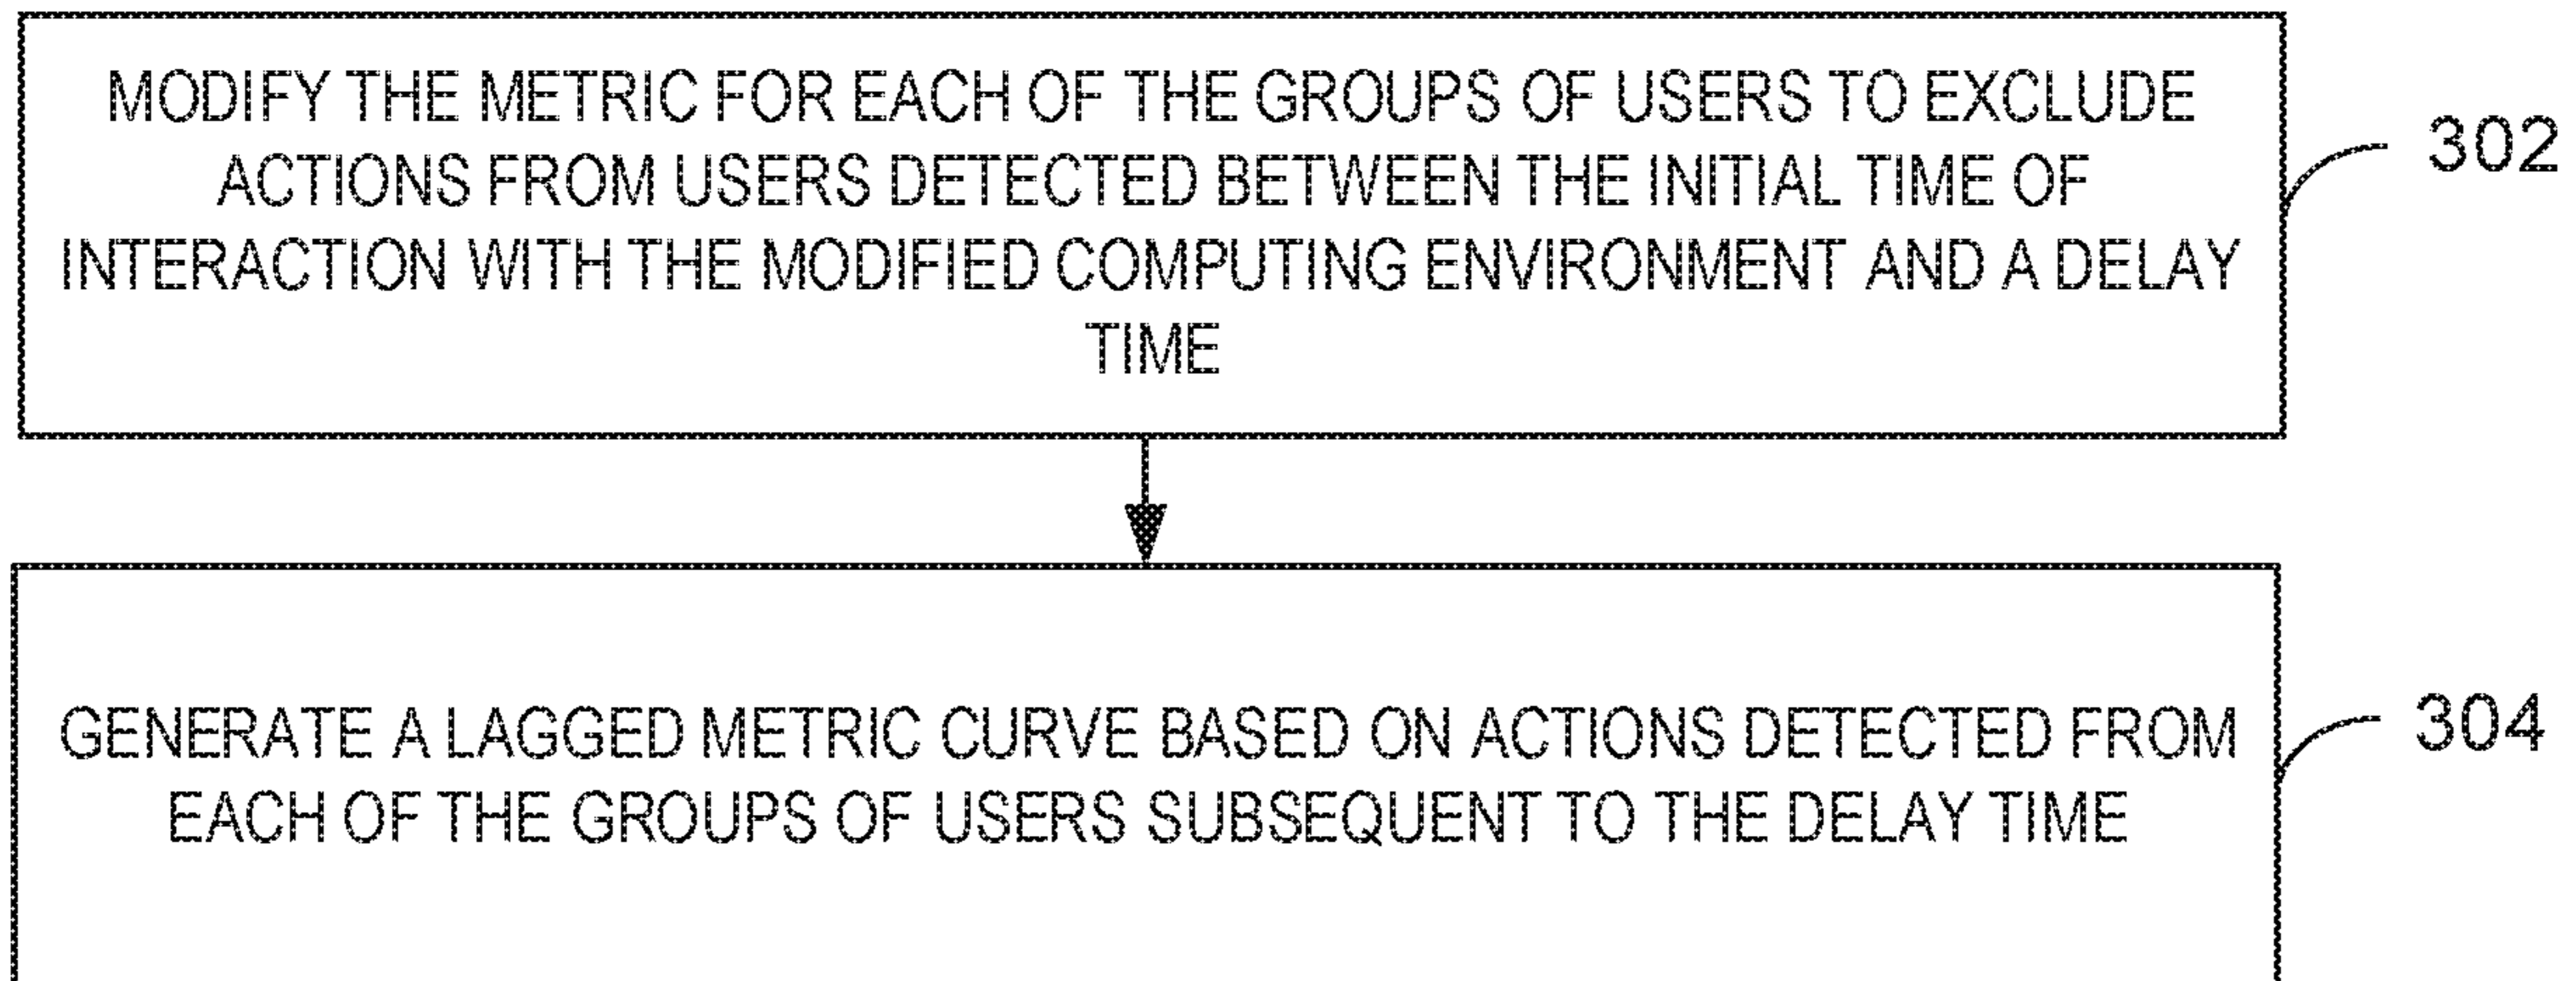 MODIFY THE METRIC FOR EACH OF THE GROUPS OF USERS TO EXCLUDE
ACTIONS FROM USERS DETECTED BETWEEN THE INITIAL TIME OF
INTERACTION WITH THE MODIFIED COMPUTING ENVIRONMENT AND A DELAY
TIME
302
GENERATE A LAGGED METRIC CURVE BASED ON ACTIONS DETECTED FROM
EACH OF THE GROUPS OF USERS SUBSEQUENT TO THE DELAY TIME
304